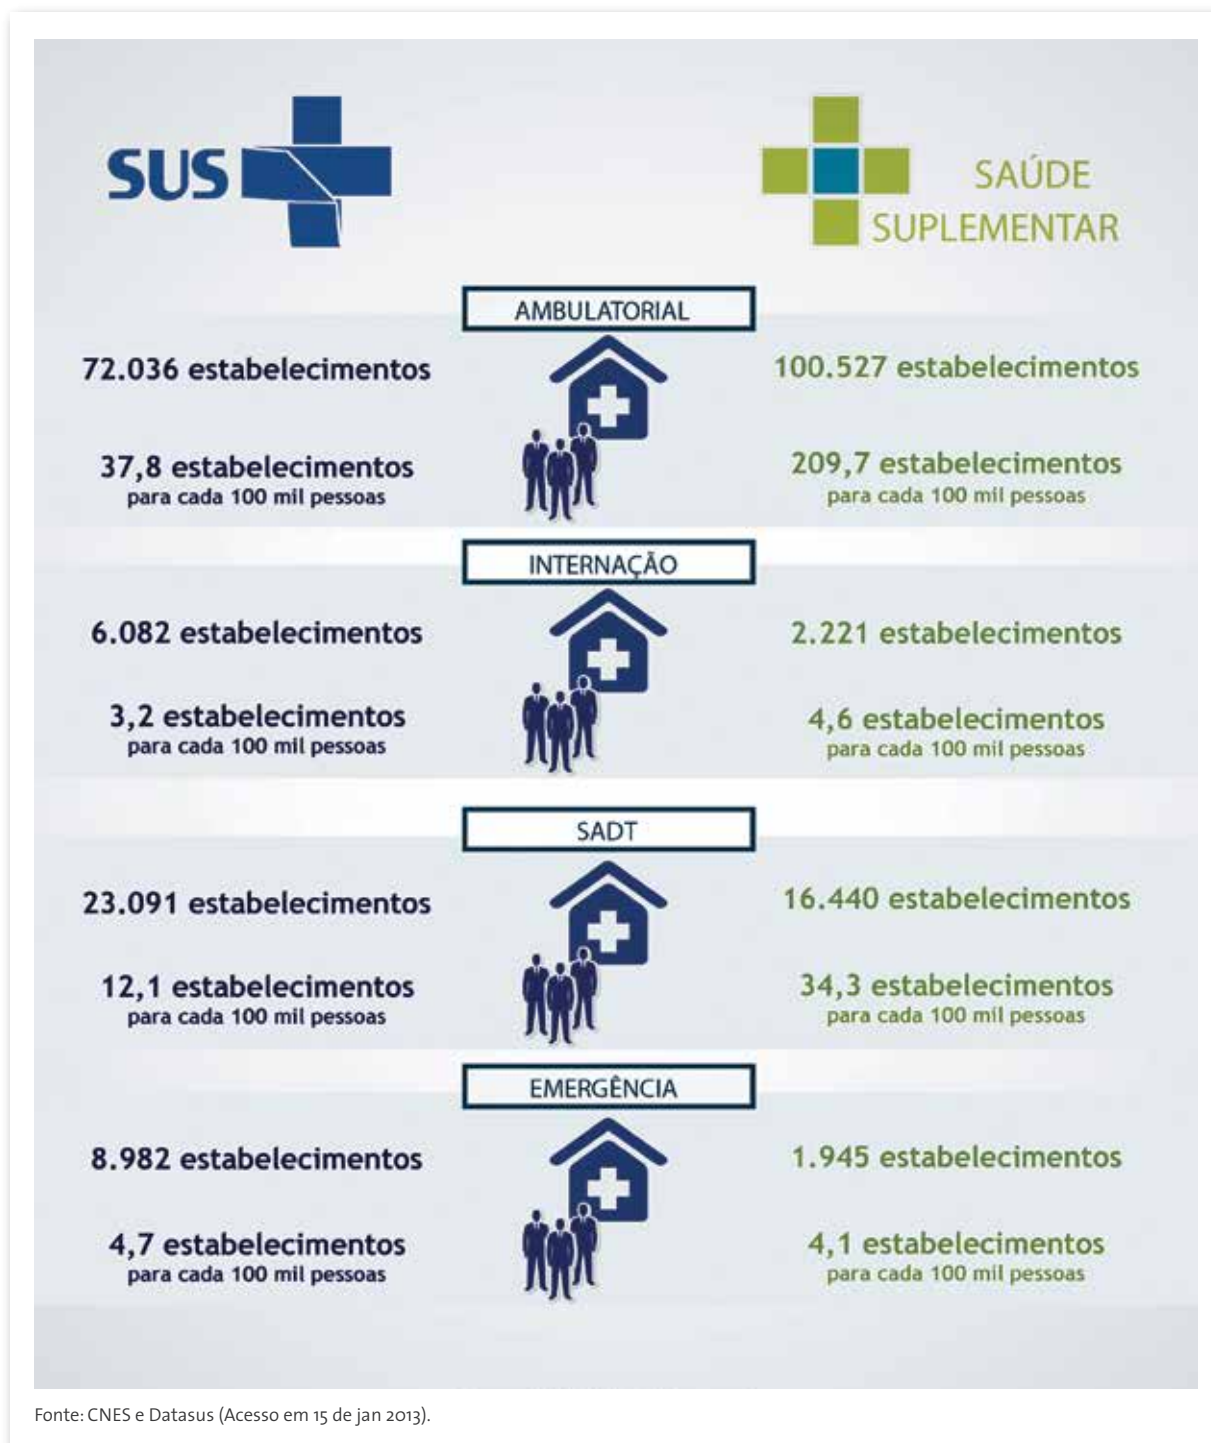 SUS
SAÚDE
SUPLEMENTAR
AMBULATORIAL
72.036 estabelecimentos
100.527 estabelecimentos
37,8 estabelecimentos
para cada 100 mil pessoas
209,7 estabelecimentos
para cada 100 mil pessoas
INTERNAÇÃO
6.082 estabelecimentos
2.221 estabelecimentos
3,2 estabelecimentos
para cada 100 mil pessoas
4,6 estabelecimentos
para cada 100 mil pessoas
SADT
23.091 estabelecimentos
16.440 estabelecimentos
12,1 estabelecimentos
para cada 100 mil pessoas
34,3 estabelecimentos
para cada 100 mil pessoas
EMERGÊNCIA
8.982 estabelecimentos
1.945 estabelecimentos
4,7 estabelecimentos
para cada 100 mil pessoas
4,1 estabelecimentos
para cada 100 mil pessoas
Fonte: CNES e Datasus (Acesso em 15 de jan 2013).